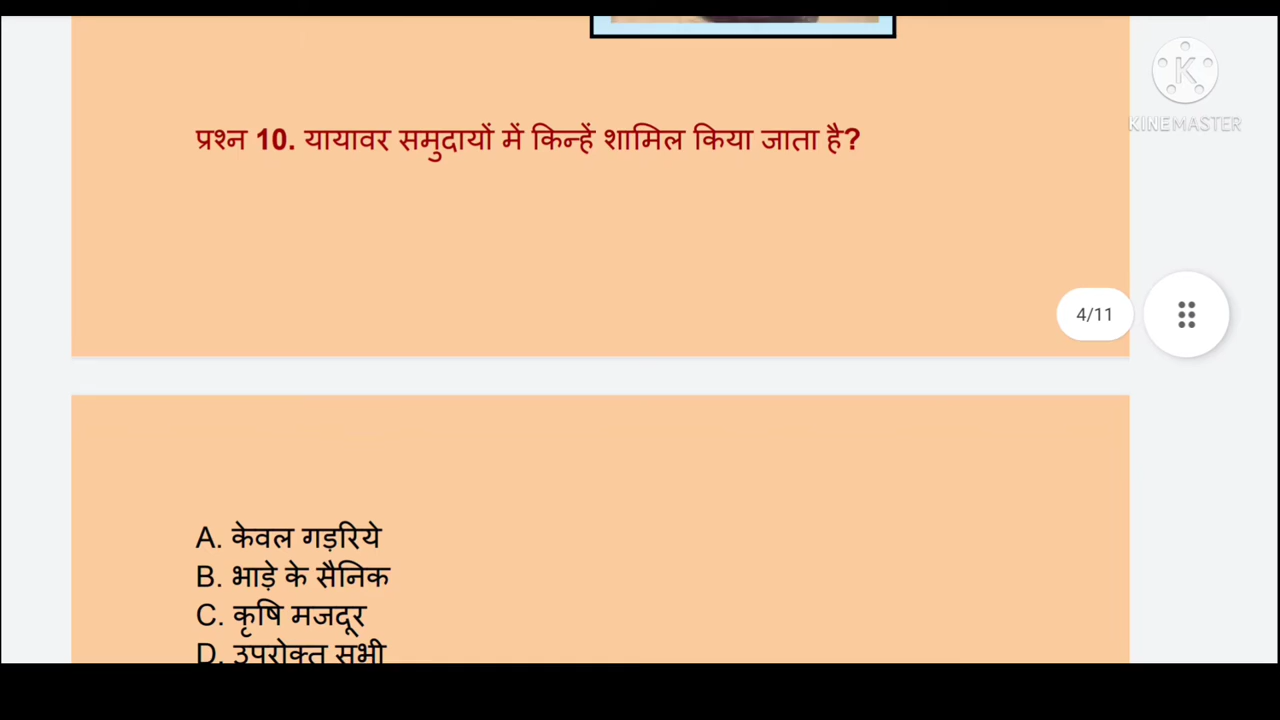 K
KINEMASTER
प्रश्न 10. यायावर समुदायों में किन्हें शामिल किया जाता है?
4/11
A. केवल गड़रिये
B. भाड़े के सैनिक
C. कृषि मजदूर
D. उपरोक्त सभी